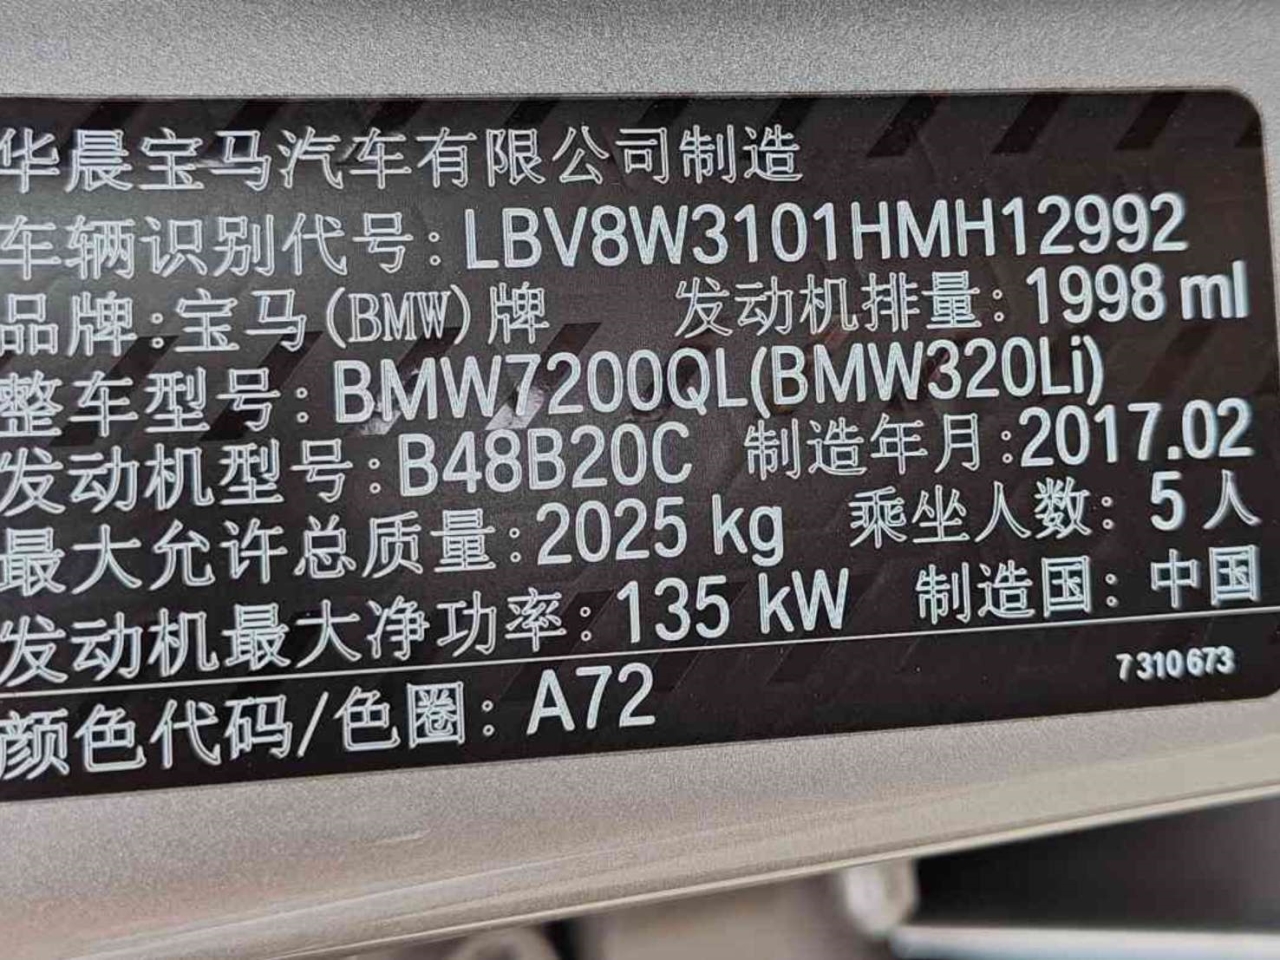 华晨宝马汽车有限公司制造
车辆识别代号:LBV8W3101HMH12992
品牌:宝马(BMW)牌 发动机排量:1998 ml
整车型号:BMW7200QL(BMW320Li)
发动机型号:B48B20C 制造年月:2017.02
最大允许总质量:2025 kg 乘坐人数:5人
发动机最大净功率:135 kW 制造国:中国
颜色代码/色圈:A72
7310673